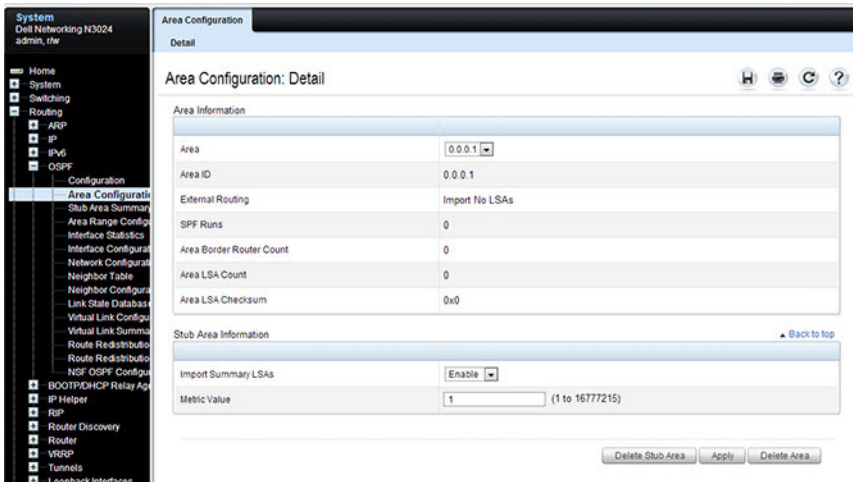 System
Dell Networking N3024
admin, r/w
Home
System
Switching
Routing
ARP
IP
IPv6
OSPF
Configuration
Area Configuratio
Stub Area Summary
Area Range Configu
Interface Statistics
Interface Configurat
Network Configurati
Neighbor Table
Neighbor Configura
Link State Database
Virtual Link Configu
Virtual Link Summa
Route Redistributio
Route Redistributio
NSF OSPF Configur
BOOTP/DHCP Relay Age
IP Helper
RIP
Router Discovery
Router
VRRP
Tunnels
Loopback Interfaces
Area Configuration
Detail
Area Configuration: Detail
Area Information
Area 0.0.0.1
Area ID 0.0.0.1
External Routing Import No LSAs
SPF Runs 0
Area Border Router Count 0
Area LSA Count 0
Area LSA Checksum 0x0
Stub Area Information Back to top
Import Summary LSAs Enable
Metric Value 1 (1 to 16777215)
Delete Stub Area Apply Delete Area